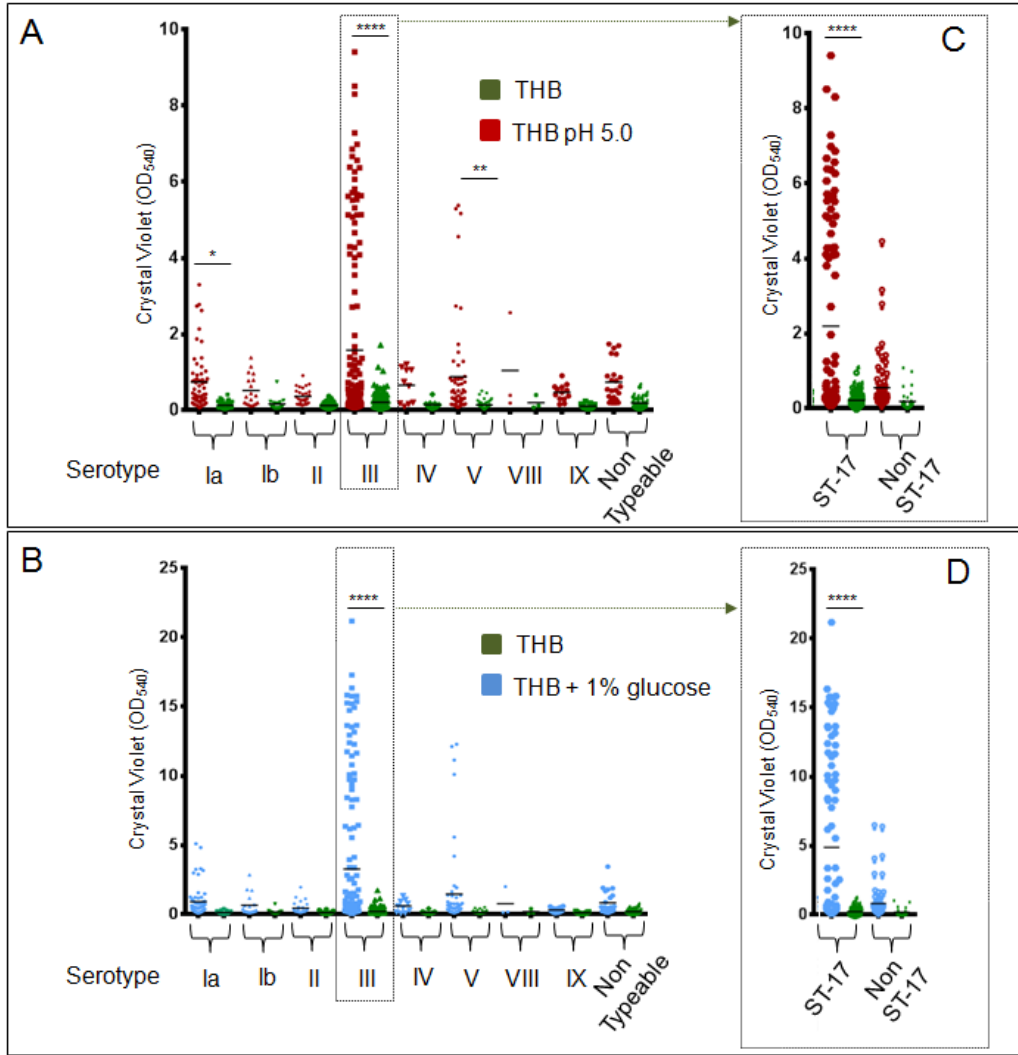 A
C
****
****
THB
THB pH 5.0
**
*
Crystal Violet (OD540)
10
8
6
4
2
0
Crystal Violet (OD540)
10
8
6
4
2
0
Serotype
Ia
Ib
II
III
IV
V
VIII
IX
Non
Typeable
ST-17
Non
ST-17
B
D
****
****
THB
THB + 1% glucose
Crystal Violet (OD540)
25
20
15
10
5
0
Crystal Violet (OD540)
25
20
15
10
5
0
Serotype
Ia
Ib
II
III
IV
V
VIII
IX
Non
Typeable
ST-17
Non
ST-17